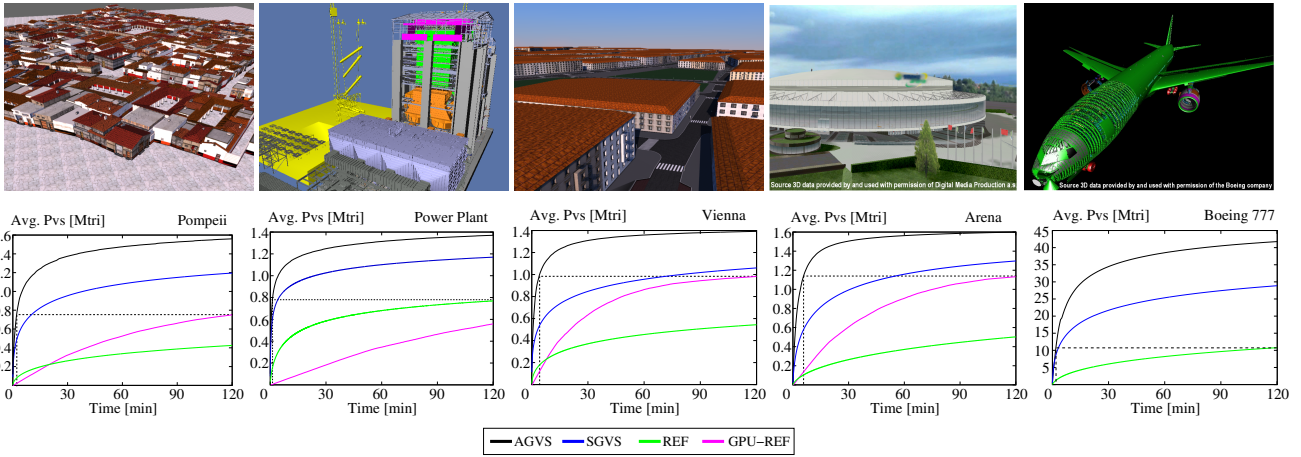 Source 3D data provided by and used with permission of Digital Media Production a.s
Source 3D data provided by and used with permission of the Boeing company
Avg. Pvs [Mtri] Pompeii
.6
.4
.2
.0
.8
.6
.4
.2
0 30 60 90 120
Time [min]
Avg. Pvs [Mtri] Power Plant
1.4
1.2
1.0
0.8
0.6
0.4
0.2
0 30 60 90 120
Time [min]
Avg. Pvs [Mtri] Vienna
1.4
1.2
1.0
0.8
0.6
0.4
0.2
0 30 60 90 120
Time [min]
Avg. Pvs [Mtri] Arena
1.6
1.4
1.2
1.0
0.8
0.6
0.4
0.2
0 30 60 90 120
Time [min]
Avg. Pvs [Mtri] Boeing 777
45
40
35
30
25
20
15
10
5
0 30 60 90 120
Time [min]
AGVS SGVS REF GPU−REF